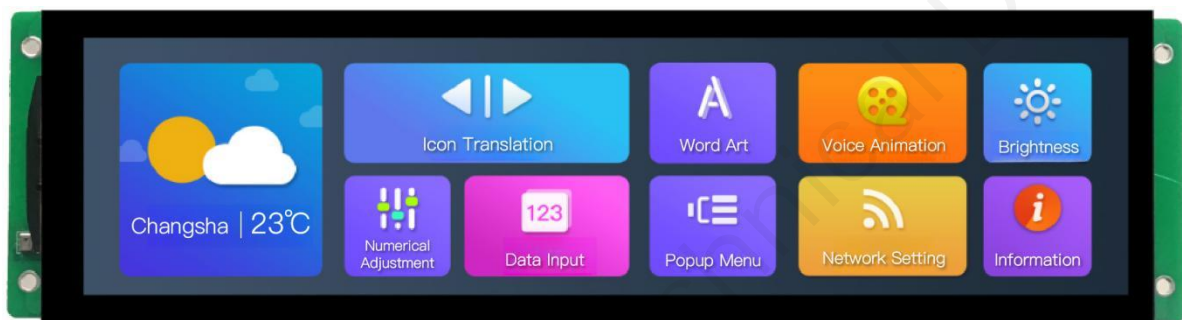 Changsha | 23℃
Icon Translation
Word Art
Voice Animation
Brightness
Numerical
Adjustment
123
Data Input
Popup Menu
Network Setting
Information